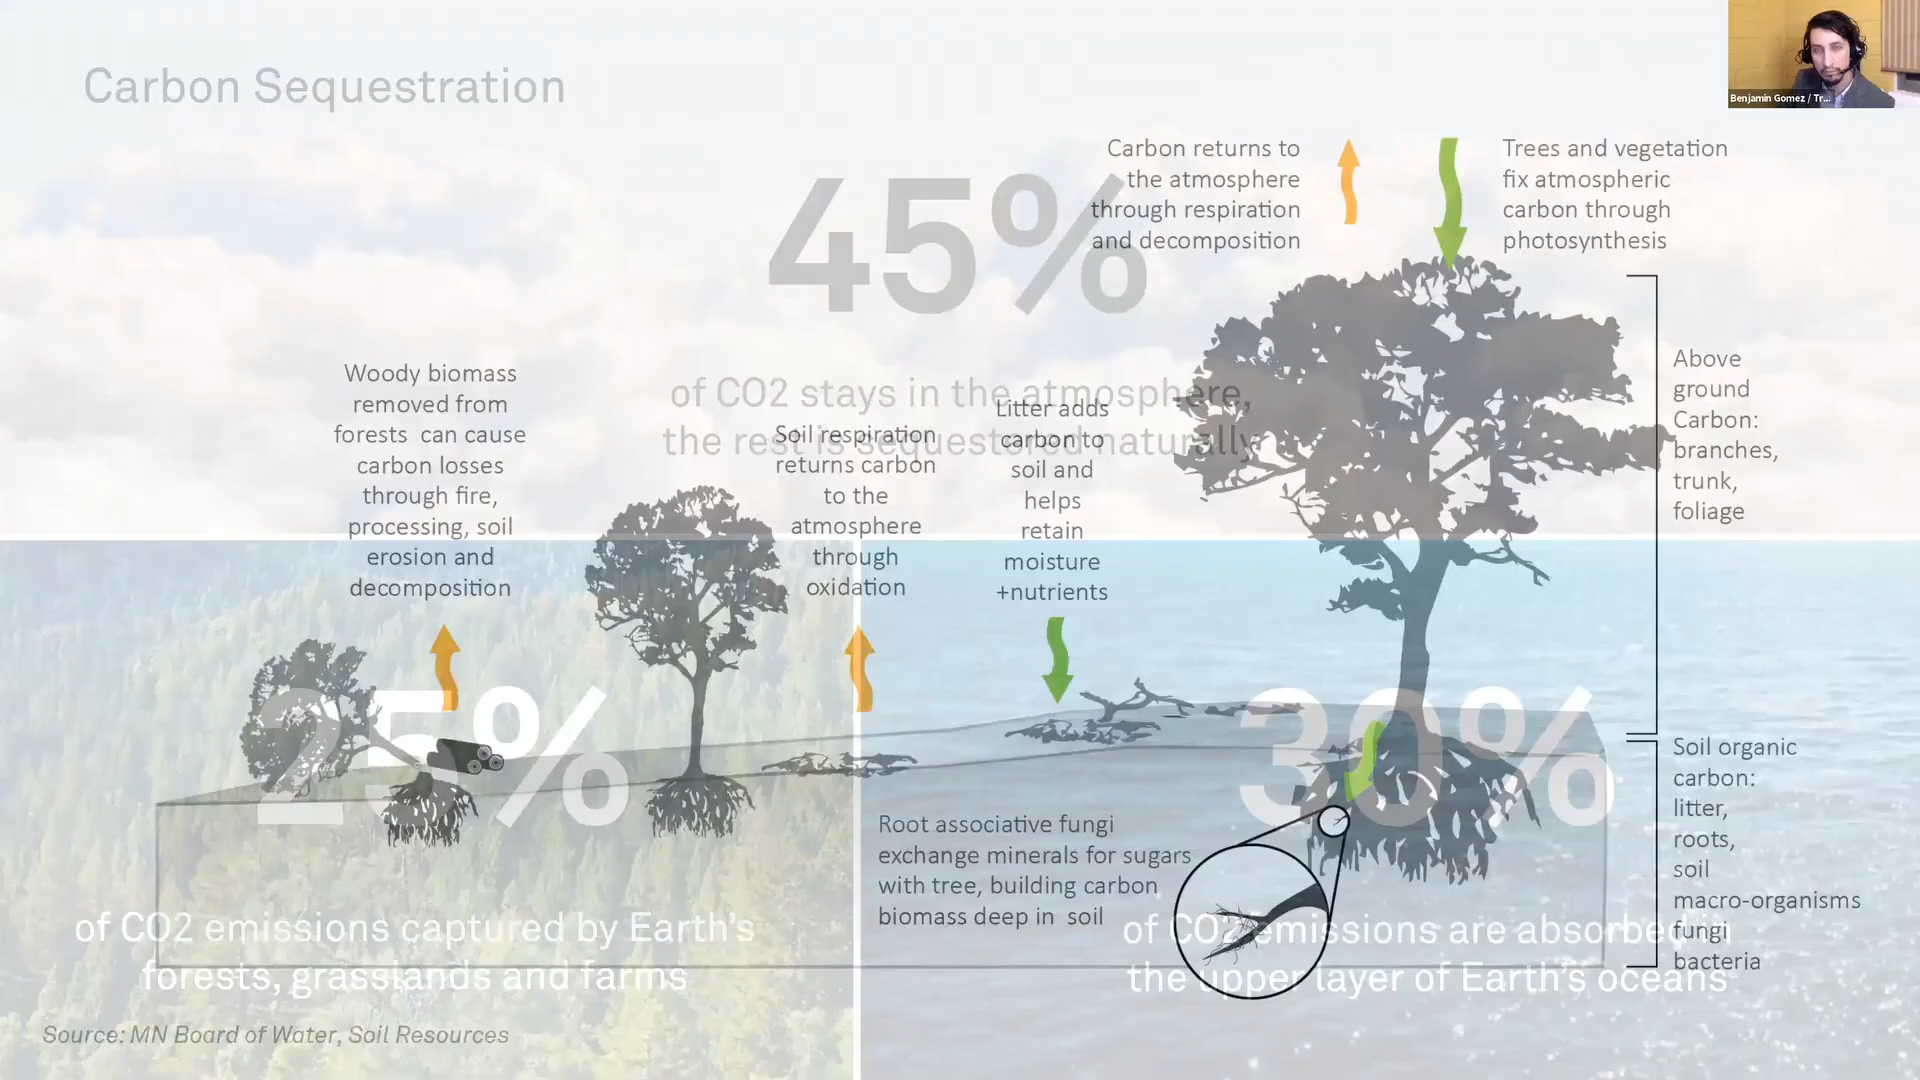 Carbon Sequestration
Benjamin Gomez / Tr...
45%
of CO2 stays in the atmosphere,
the rest is sequestored naturally
Carbon returns to
the atmosphere
through respiration
and decomposition
Trees and vegetation
fix atmospheric
carbon through
photosynthesis
Woody biomass
removed from
forests can cause
carbon losses
through fire,
processing, soil
erosion and
decomposition
Soil respiration
returns carbon
to the
atmosphere
through
oxidation
Litter adds
carbon to
soil and
helps
retain
moisture
+nutrients
Above
ground
Carbon:
branches,
trunk,
foliage
25%
of CO2 emissions captured by Earth's
forests, grasslands and farms
30%
of CO2 emissions are absorbed in
the upper layer of Earth's oceans
Root associative fungi
exchange minerals for sugars
with tree, building carbon
biomass deep in soil
Soil organic
carbon:
litter,
roots,
soil
macro-organisms
fungi
bacteria
Source: MN Board of Water, Soil Resources